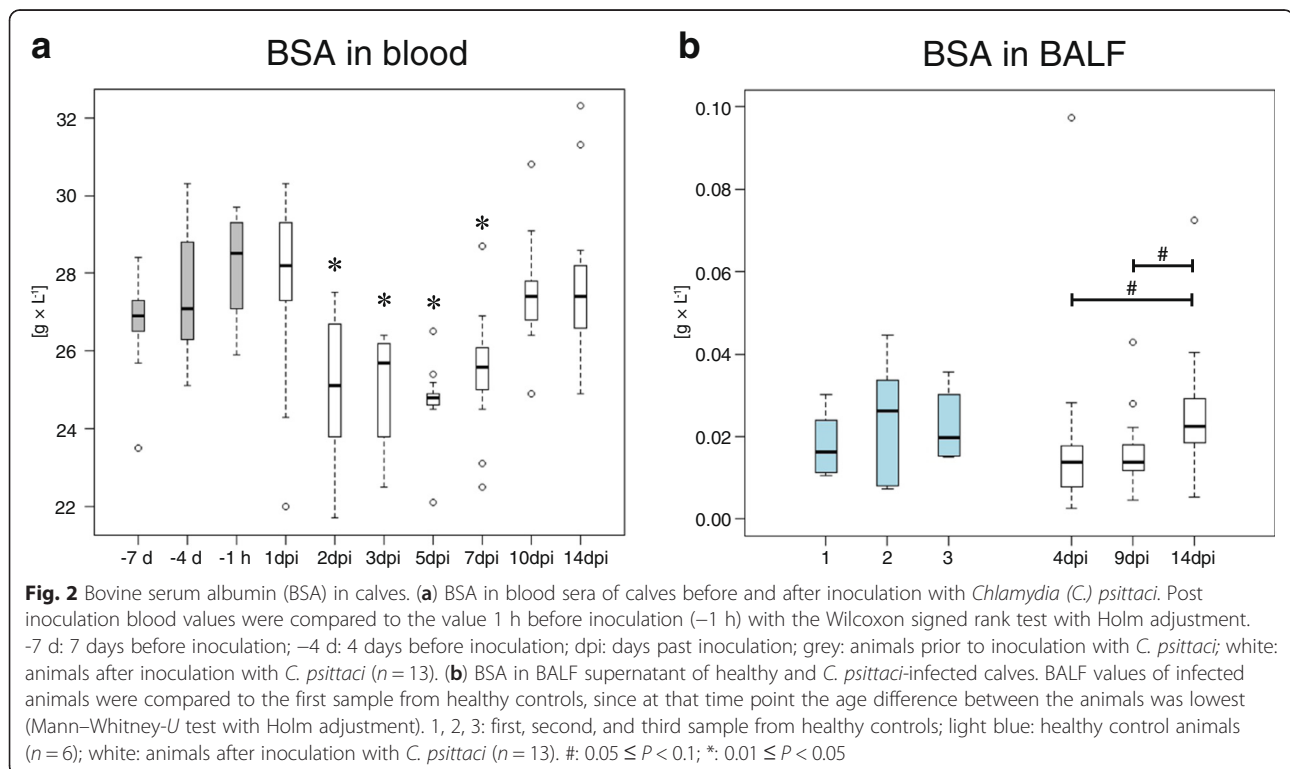 a
BSA in blood
[g × L-1]
32
30
28
26
24
22
*
*
*
*
-7 d -4 d -1 h 1dpi 2dpi 3dpi 5dpi 7dpi 10dpi 14dpi
b
BSA in BALF
[g × L-1]
0.10
0.08
0.06
0.04
0.02
0.00
#
#
1 2 3 4dpi 9dpi 14dpi
Fig. 2 Bovine serum albumin (BSA) in calves. (a) BSA in blood sera of calves before and after inoculation with Chlamydia (C.) psittaci. Post
inoculation blood values were compared to the value 1 h before inoculation (−1 h) with the Wilcoxon signed rank test with Holm adjustment.
-7 d: 7 days before inoculation; −4 d: 4 days before inoculation; dpi: days past inoculation; grey: animals prior to inoculation with C. psittaci; white:
animals after inoculation with C. psittaci (n = 13). (b) BSA in BALF supernatant of healthy and C. psittaci-infected calves. BALF values of infected
animals were compared to the first sample from healthy controls, since at that time point the age difference between the animals was lowest
(Mann–Whitney-U test with Holm adjustment). 1, 2, 3: first, second, and third sample from healthy controls; light blue: healthy control animals
(n = 6); white: animals after inoculation with C. psittaci (n = 13). #: 0.05 ≤ P < 0.1; *: 0.01 ≤ P < 0.05